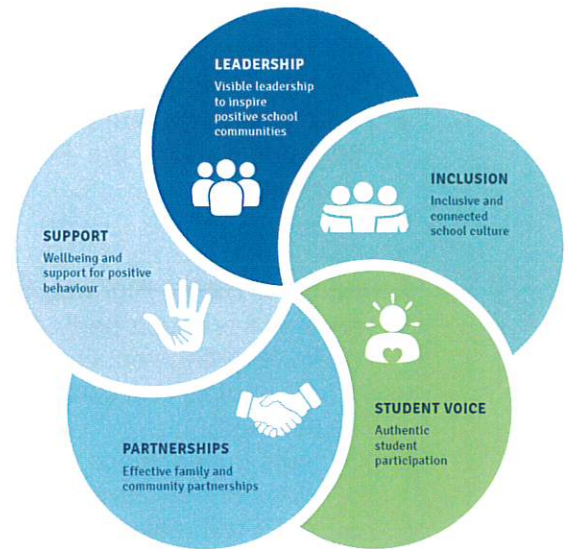 LEADERSHIP
Visible leadership
to inspire
positive school
communities
INCLUSION
Inclusive and
connected
school culture
STUDENT VOICE
Authentic
student
participation
PARTNERSHIPS
Effective family and
community partnerships
SUPPORT
Wellbeing and
support for positive
behaviour